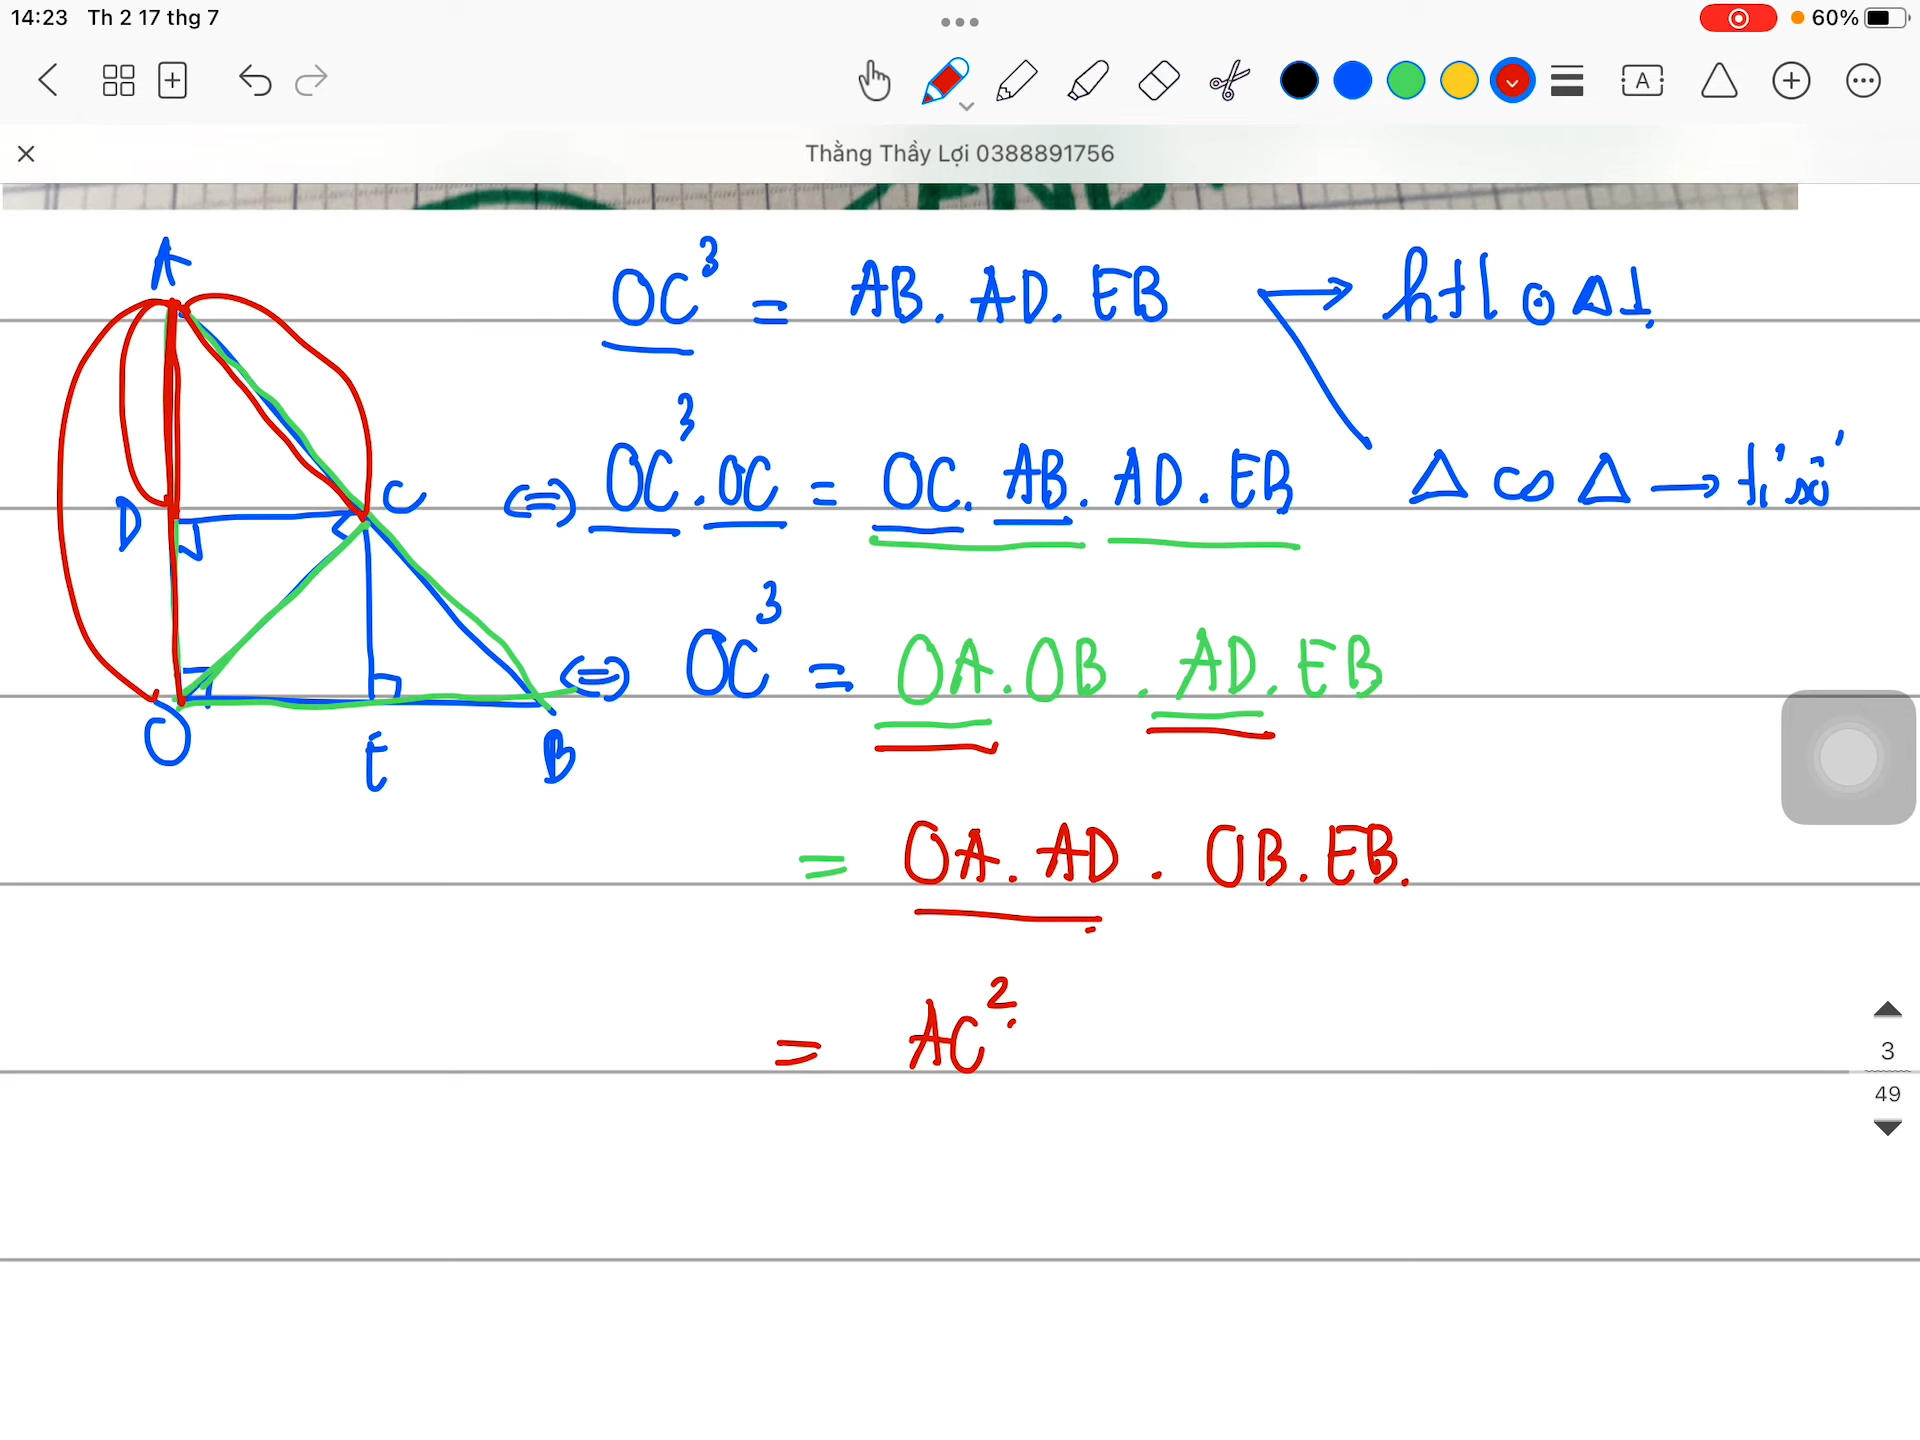 14:23 Th 2 17 thg 7
60%
A
Thằng Thầy Lợi 0388891756
A
OC³ = AB. AD. EB → htl ⊙ Δ⊥
D C ⇔ OC³. OC = OC. AB. AD. EB Δ co Δ → tỉ số
⇔ OC³ = OA. OB. AD. EB
O E B
= OA. AD. OB. EB.
= AC²
3
49